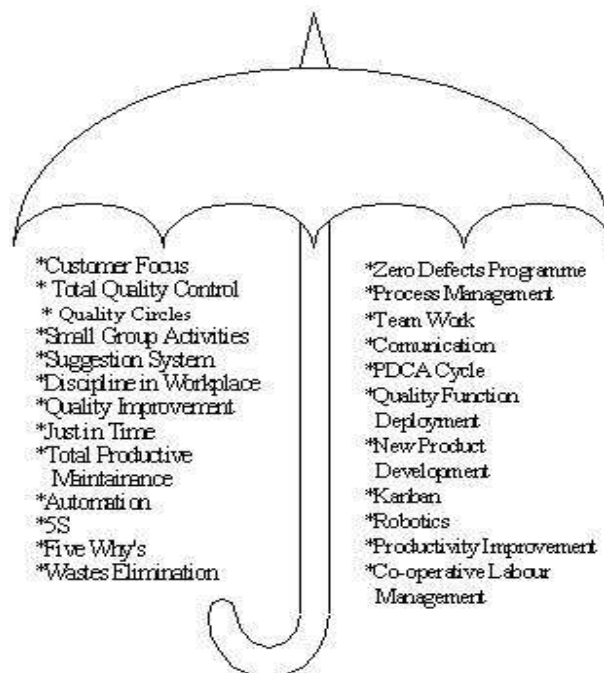 *Customer Focus
* Total Quality Control
* Quality Circles
*Small Group Activities
*Suggestion System
*Discipline in Workplace
*Quality Improvement
*Just in Time
*Total Productive
Maintairance
*Automation
*5S
*Five Why's
*Wastes Elimination
*Zero Defects Programme
*Process Management
*Team Work
*Comunication
*PDCA Cycle
*Quality Function
Deployment
*New Product
Development
*Kanban
*Robotics
*Productivity Improvement
*Co-operative Labour
Management